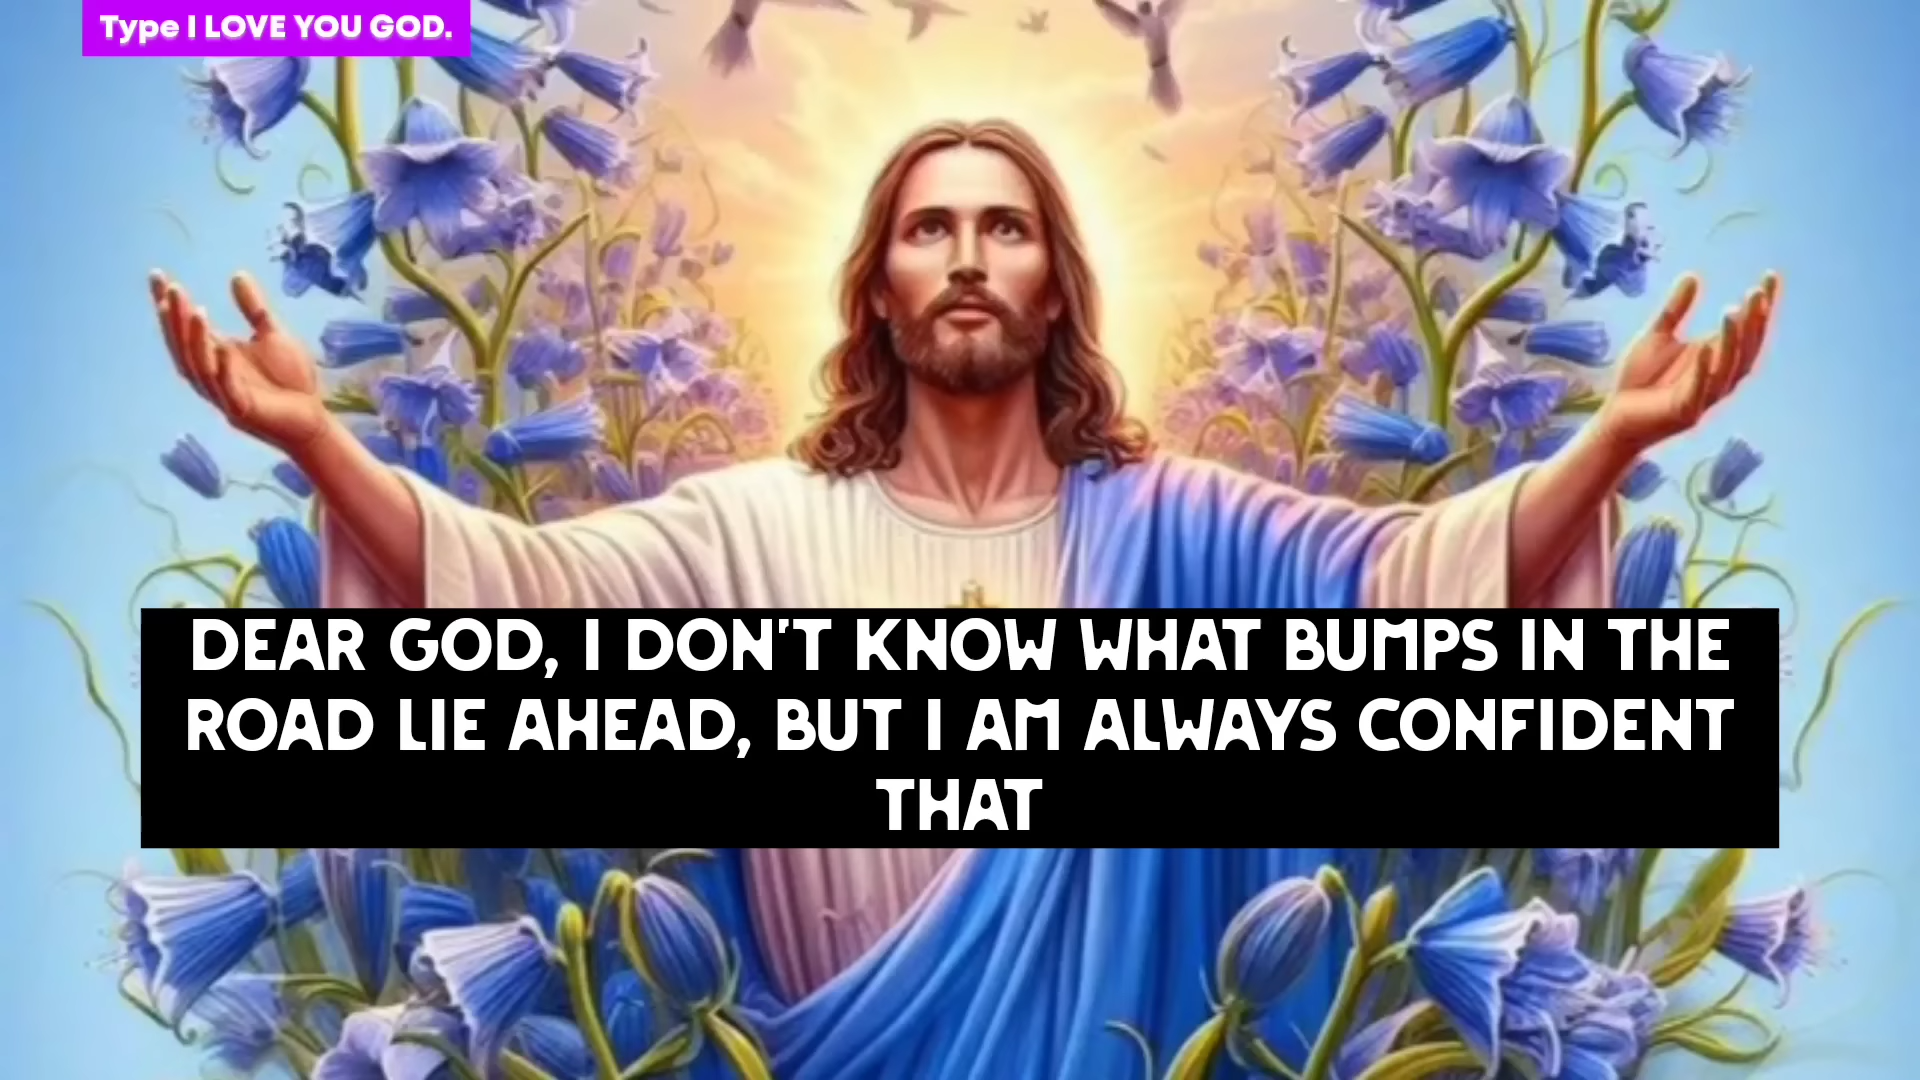 Type I LOVE YOU GOD.
DEAR GOD, I DON'T KNOW WHAT BUMPS IN THE
ROAD LIE AHEAD, BUT I AM ALWAYS CONFIDENT
THAT